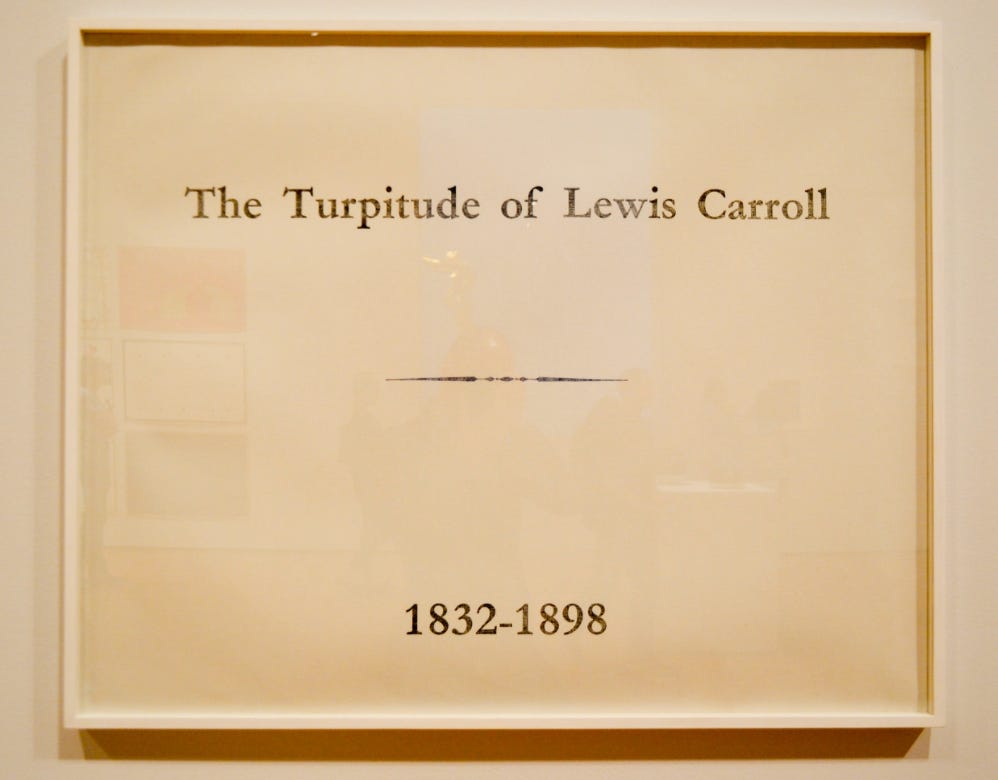 The Turpitude of Lewis Carroll
1832-1898